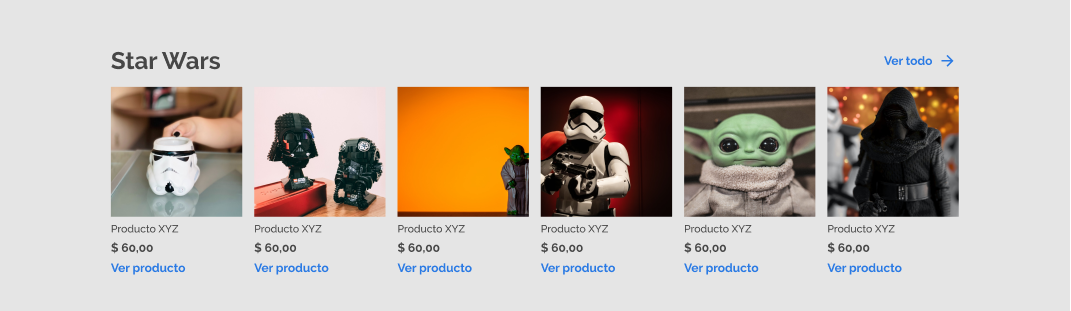 Star Wars
Ver todo
Producto XYZ
$ 60,00
Ver producto
Producto XYZ
$ 60,00
Ver producto
Producto XYZ
$ 60,00
Ver producto
Producto XYZ
$ 60,00
Ver producto
Producto XYZ
$ 60,00
Ver producto
Producto XYZ
$ 60,00
Ver producto